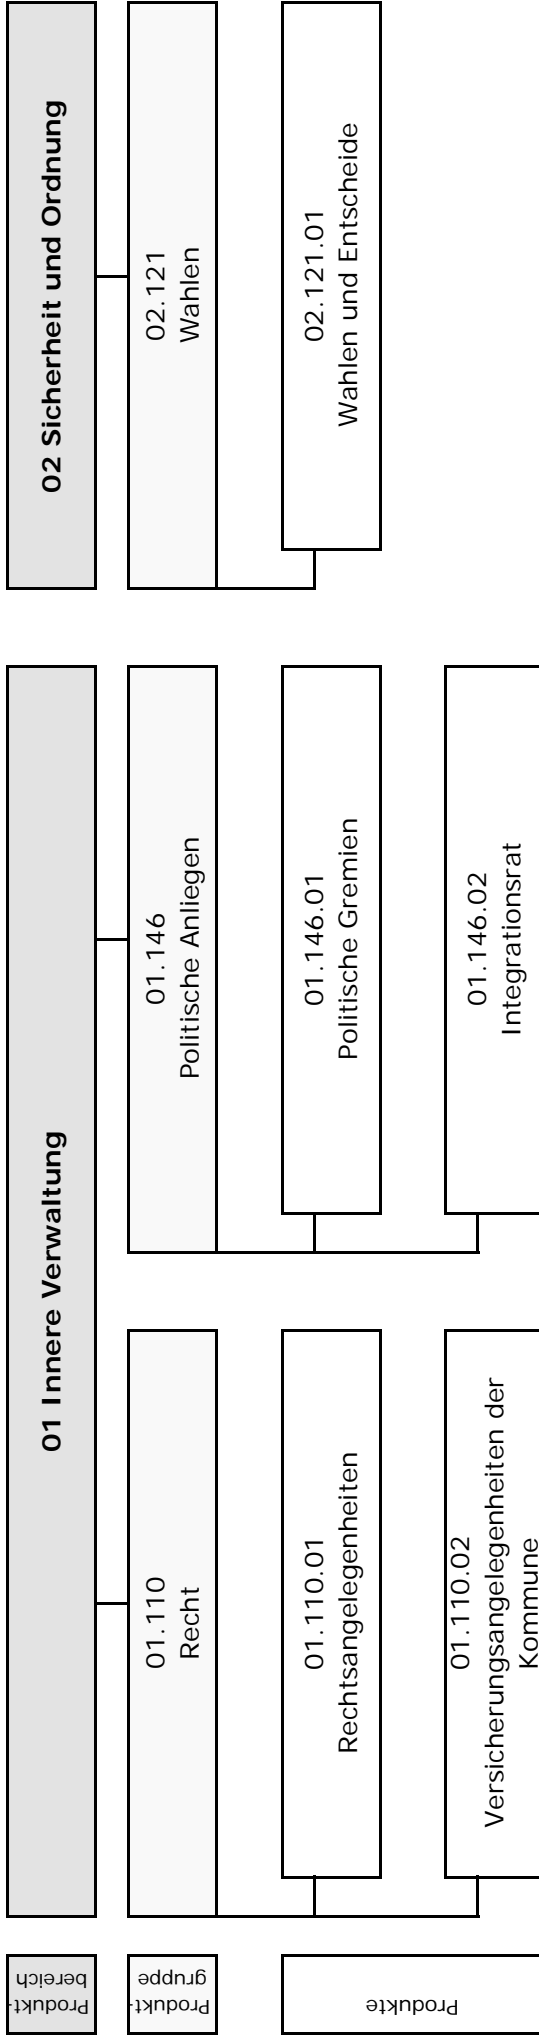 Produkt-
bereich
01 Innere Verwaltung
02 Sicherheit und Ordnung
Produkt-
gruppe
01.110
Recht
01.146
Politische Anliegen
02.121
Wahlen
Produkte
01.110.01
Rechtsangelegenheiten
01.146.01
Politische Gremien
02.121.01
Wahlen und Entscheide
01.110.02
Versicherungsangelegenheiten der
Kommune
01.146.02
Integrationsrat